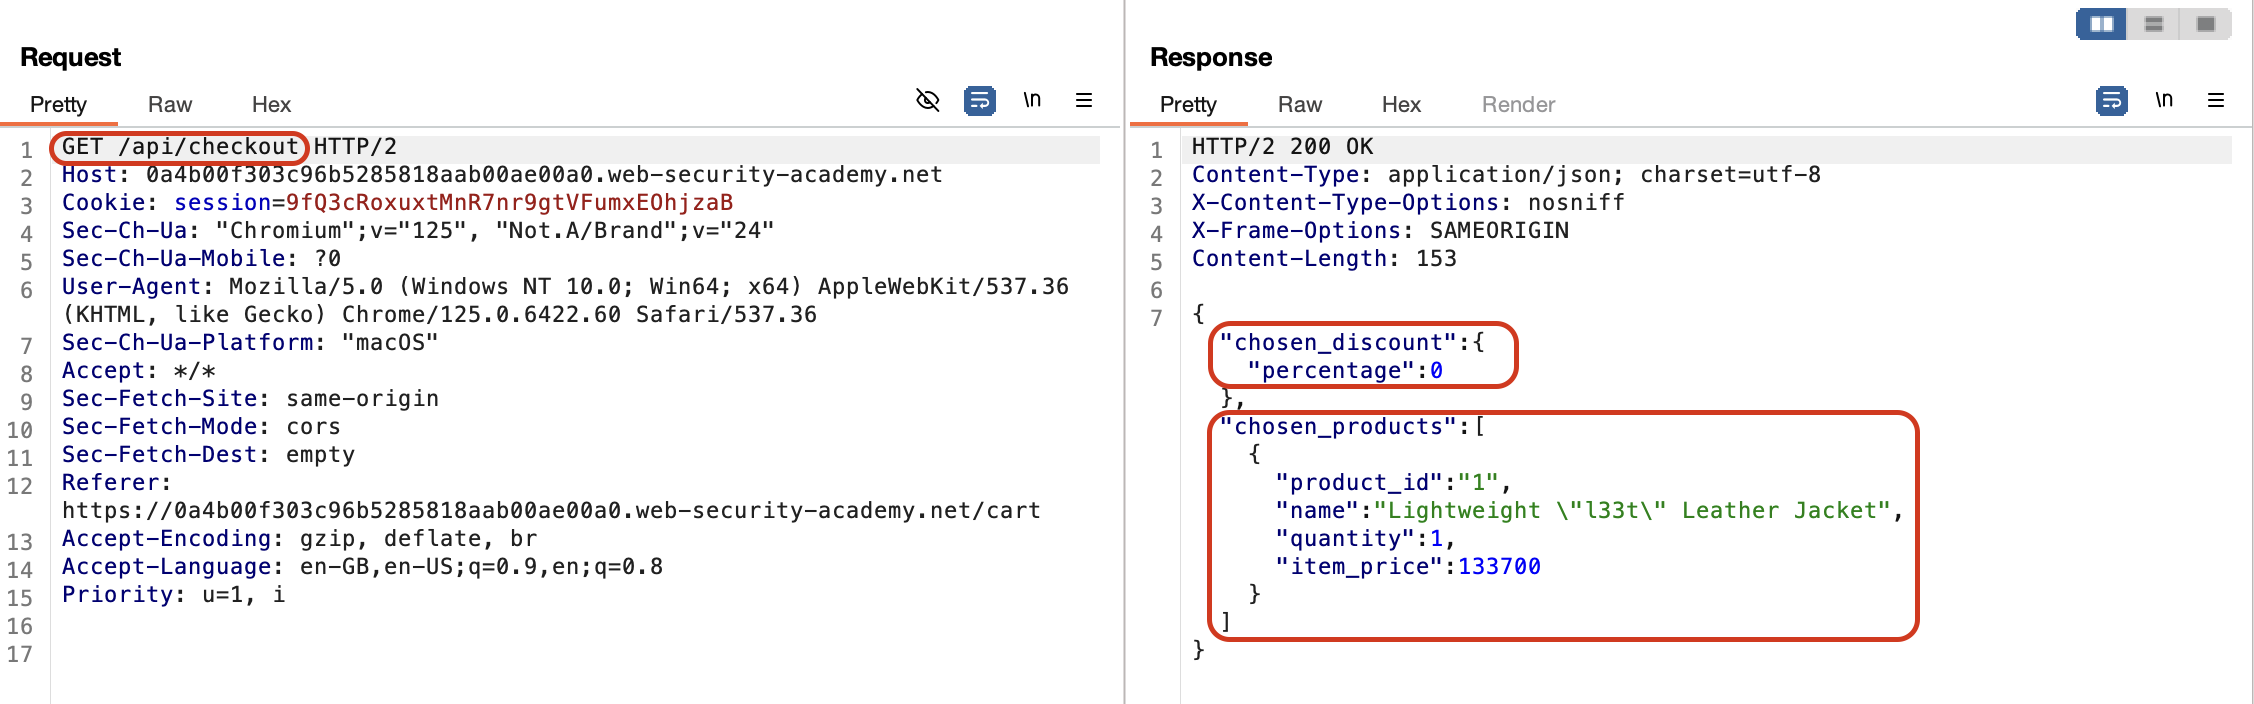 Request
Pretty Raw Hex
\n
1 GET /api/checkout HTTP/2
2 Host: 0a4b00f303c96b5285818aab00ae00a0.web-security-academy.net
3 Cookie: session=9fQ3cRoxuxtMnR7nr9gtVFumxEOhjzaB
4 Sec-Ch-Ua: "Chromium";v="125", "Not.A/Brand";v="24"
5 Sec-Ch-Ua-Mobile: ?0
6 User-Agent: Mozilla/5.0 (Windows NT 10.0; Win64; x64) AppleWebKit/537.36
(KHTML, like Gecko) Chrome/125.0.6422.60 Safari/537.36
7 Sec-Ch-Ua-Platform: "macOS"
8 Accept: */*
9 Sec-Fetch-Site: same-origin
10 Sec-Fetch-Mode: cors
11 Sec-Fetch-Dest: empty
12 Referer:
https://0a4b00f303c96b5285818aab00ae00a0.web-security-academy.net/cart
13 Accept-Encoding: gzip, deflate, br
14 Accept-Language: en-GB,en-US;q=0.9,en;q=0.8
15 Priority: u=1, i
16
17
Response
Pretty Raw Hex Render
\n
1 HTTP/2 200 OK
2 Content-Type: application/json; charset=utf-8
3 X-Content-Type-Options: nosniff
4 X-Frame-Options: SAMEORIGIN
5 Content-Length: 153
6
7 {
"chosen_discount":{
"percentage":0
},
"chosen_products":[
{
"product_id":"1",
"name":"Lightweight \"l33t\" Leather Jacket",
"quantity":1,
"item_price":133700
}
]
}